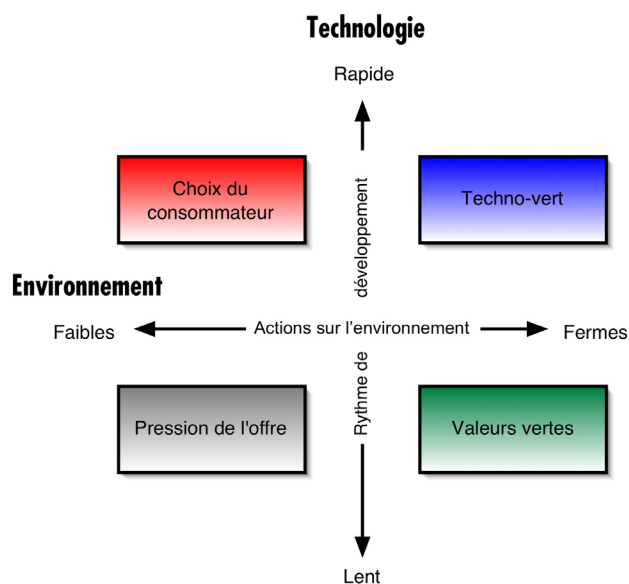 Technologie
Rapide
Choix du
consommateur
Techno-vert
développement
Environnement
Faibles
Actions sur l'environnement
Fermes
Rythme de
Pression de l'offre
Valeurs vertes
Lent